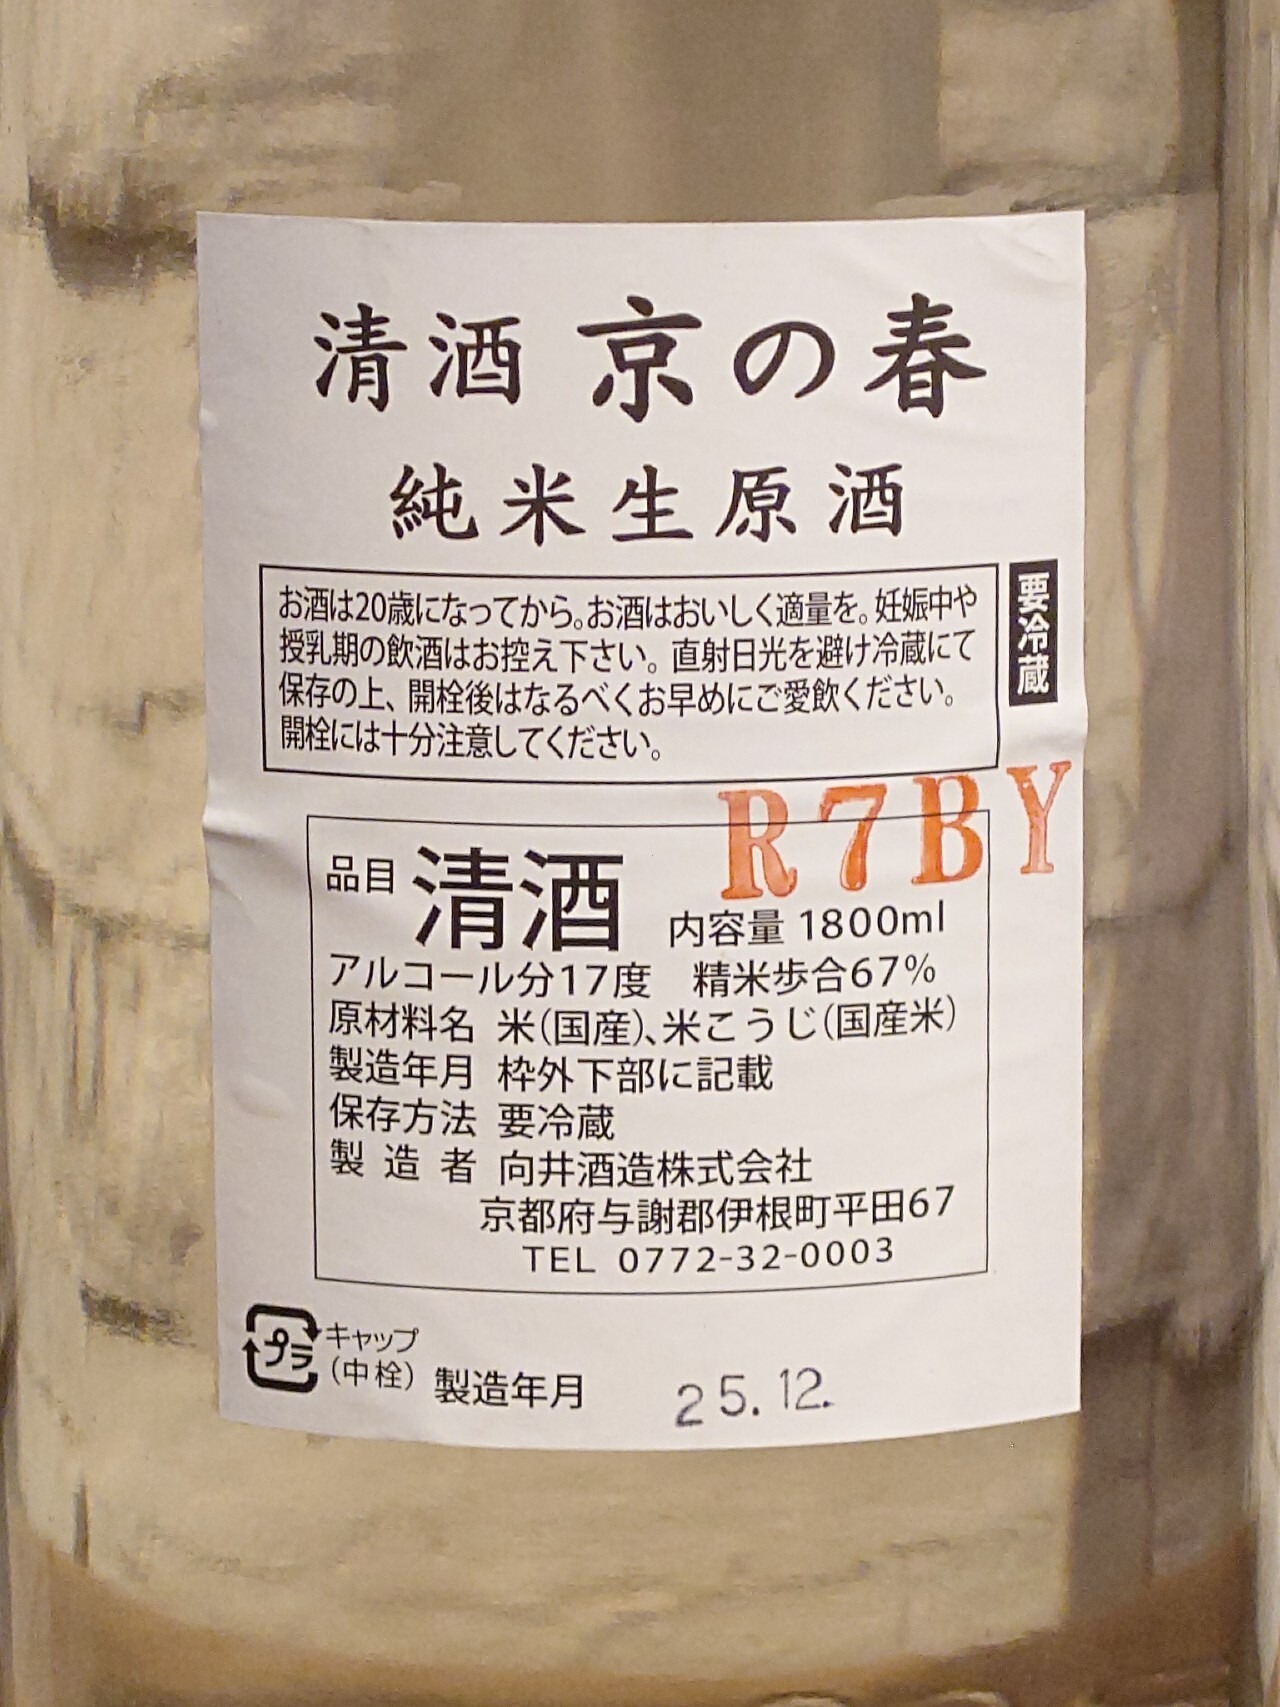 清酒 京の春
純米生原酒
お酒は20歳になってから。お酒はおいしく適量を。妊娠中や
授乳期の飲酒はお控え下さい。直射日光を避け冷蔵にて
保存の上、開栓後はなるべくお早めにご愛飲ください。
開栓には十分注意してください。
要冷蔵
R7BY
品目 清酒 内容量 1800ml
アルコール分17度 精米歩合67%
原材料名 米(国産)、米こうじ(国産米)
製造年月 枠外下部に記載
保存方法 要冷蔵
製造者 向井酒造株式会社
京都府与謝郡伊根町平田67
TEL 0772-32-0003
プラ キャップ
(中栓) 製造年月 25.12.